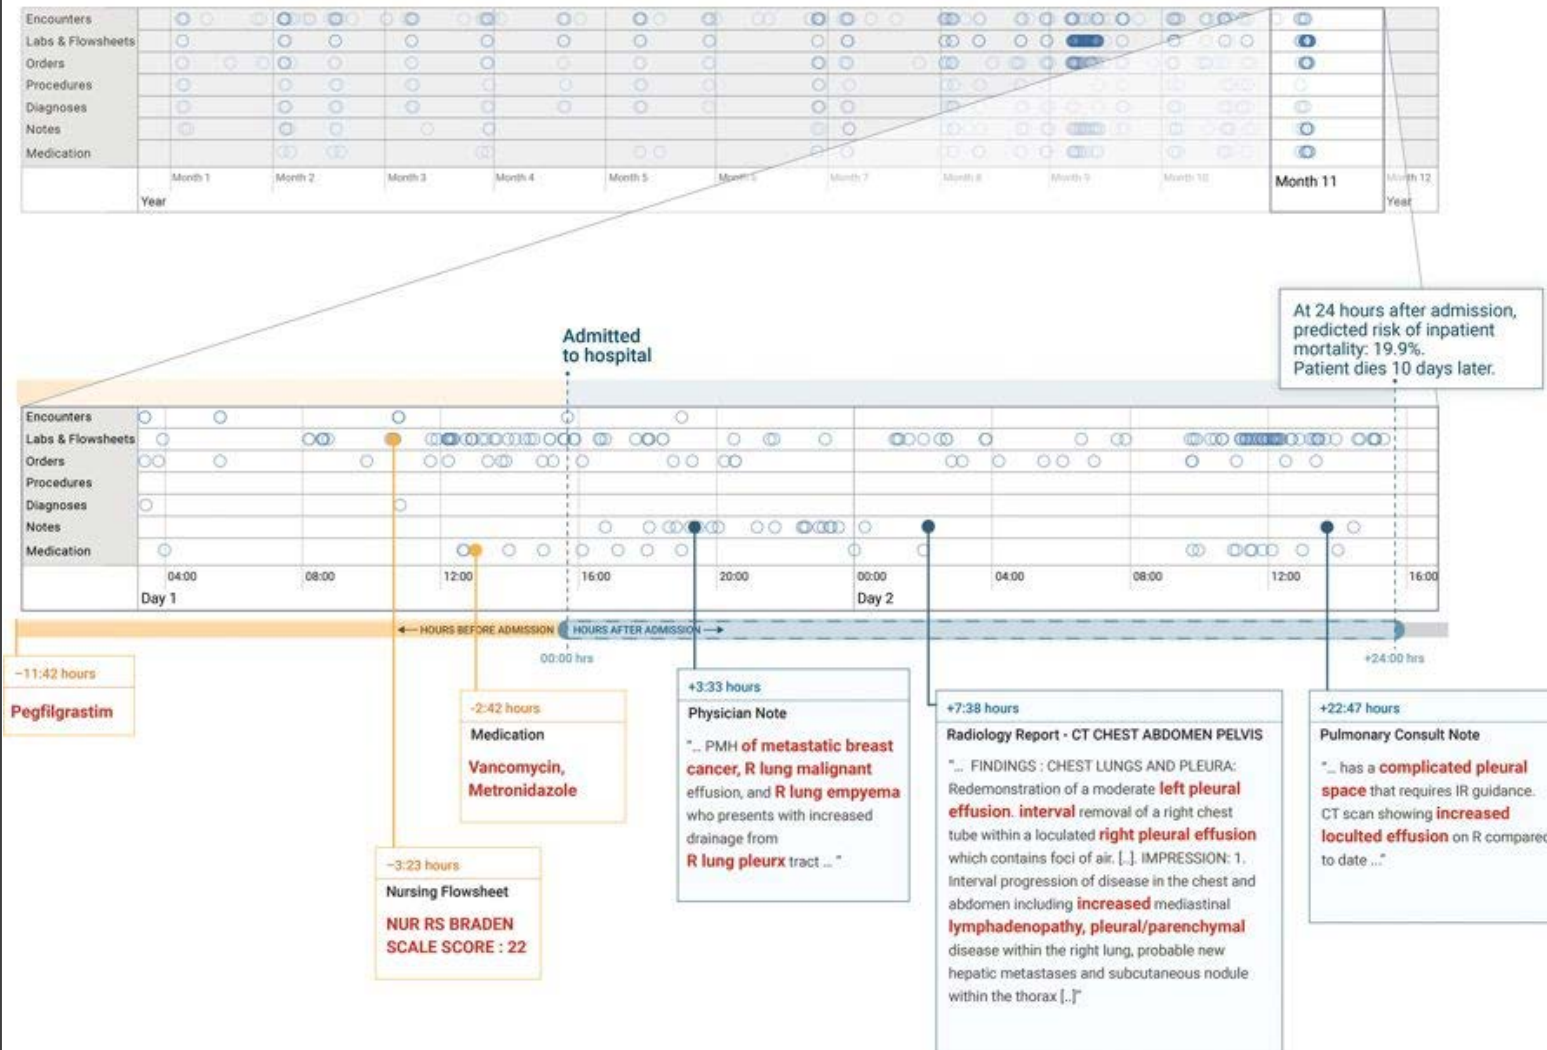 Encounters
Labs & Flowsheets
Orders
Procedures
Diagnoses
Notes
Medication
Month 1 Month 2 Month 3 Month 4 Month 5 Month 6 Month 7 Month 8 Month 9 Month 10 Month 11 Month 12
Year Year
At 24 hours after admission,
predicted risk of inpatient
mortality: 19.9%.
Patient dies 10 days later.
Admitted
to hospital
Encounters
Labs & Flowsheets
Orders
Procedures
Diagnoses
Notes
Medication
04:00 08:00 12:00 16:00 20:00 00:00 04:00 08:00 12:00 16:00
Day 1 Day 2
HOURS BEFORE ADMISSION HOURS AFTER ADMISSION
00:00 hrs +24:00 hrs
−11:42 hours
Pegfilgrastim
−3:23 hours
Nursing Flowsheet
NUR RS BRADEN
SCALE SCORE : 22
-2:42 hours
Medication
Vancomycin,
Metronidazole
+3:33 hours
Physician Note
"... PMH of metastatic breast
cancer, R lung malignant
effusion, and R lung empyema
who presents with increased
drainage from
R lung pleurx tract ... "
+7:38 hours
Radiology Report - CT CHEST ABDOMEN PELVIS
"... FINDINGS : CHEST LUNGS AND PLEURA:
Redemonstration of a moderate left pleural
effusion. interval removal of a right chest
tube within a loculated right pleural effusion
which contains foci of air. [..]. IMPRESSION: 1.
Interval progression of disease in the chest and
abdomen including increased mediastinal
lymphadenopathy, pleural/parenchymal
disease within the right lung, probable new
hepatic metastases and subcutaneous nodule
within the thorax [..]"
+22:47 hours
Pulmonary Consult Note
"... has a complicated pleural
space that requires IR guidance.
CT scan showing increased
loculted effusion on R compared
to date ..."